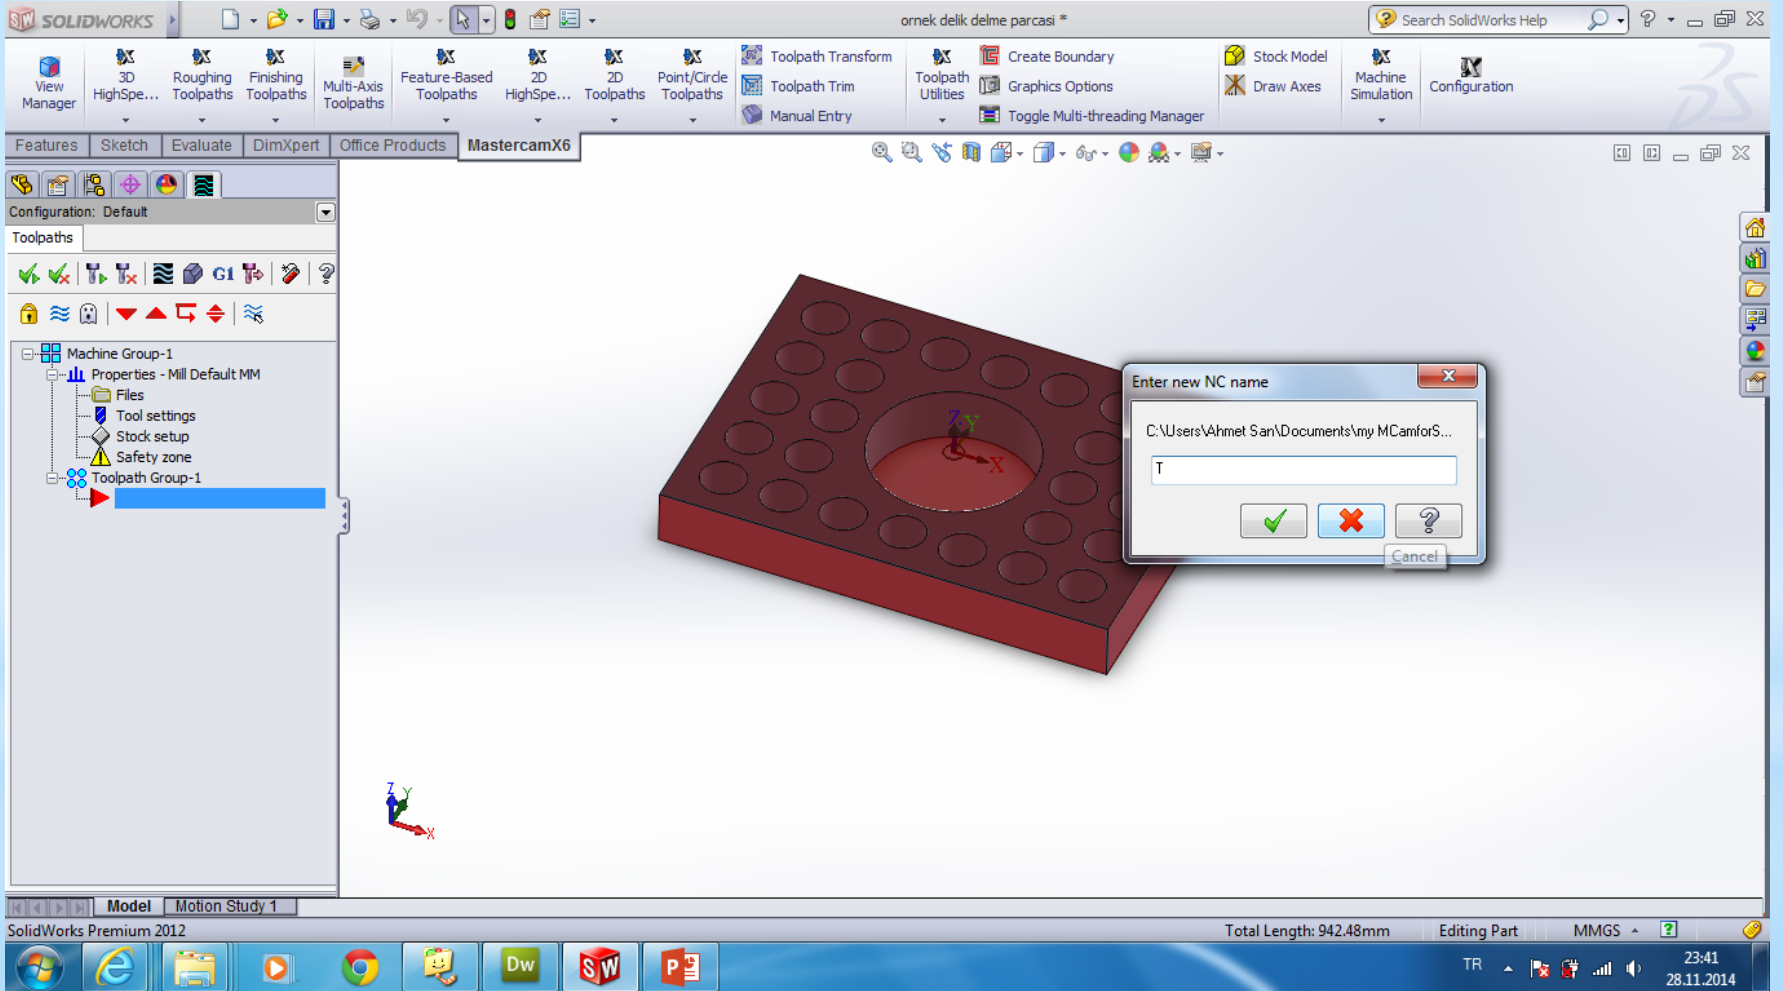 SOLIDWORKS
ornek delik delme parcasi *
Search SolidWorks Help
View Manager
3D HighSpe...
Roughing Toolpaths
Finishing Toolpaths
Multi-Axis Toolpaths
Feature-Based Toolpaths
2D HighSpe...
2D Toolpaths
Point/Circle Toolpaths
Toolpath Transform
Toolpath Trim
Manual Entry
Toolpath Utilities
Create Boundary
Graphics Options
Toggle Multi-threading Manager
Stock Model
Draw Axes
Machine Simulation
Configuration
Features Sketch Evaluate DimXpert Office Products MastercamX6
Configuration: Default
Toolpaths
G1
Machine Group-1
Properties - Mill Default MM
Files
Tool settings
Stock setup
Safety zone
Toolpath Group-1
Z Y
X
Enter new NC name
C:\Users\Ahmet San\Documents\my MCamforS...
T
Cancel
Z Y
X
Model Motion Study 1
SolidWorks Premium 2012
Total Length: 942.48mm Editing Part MMGS
Dw
SW
P
TR
23:41
28.11.2014